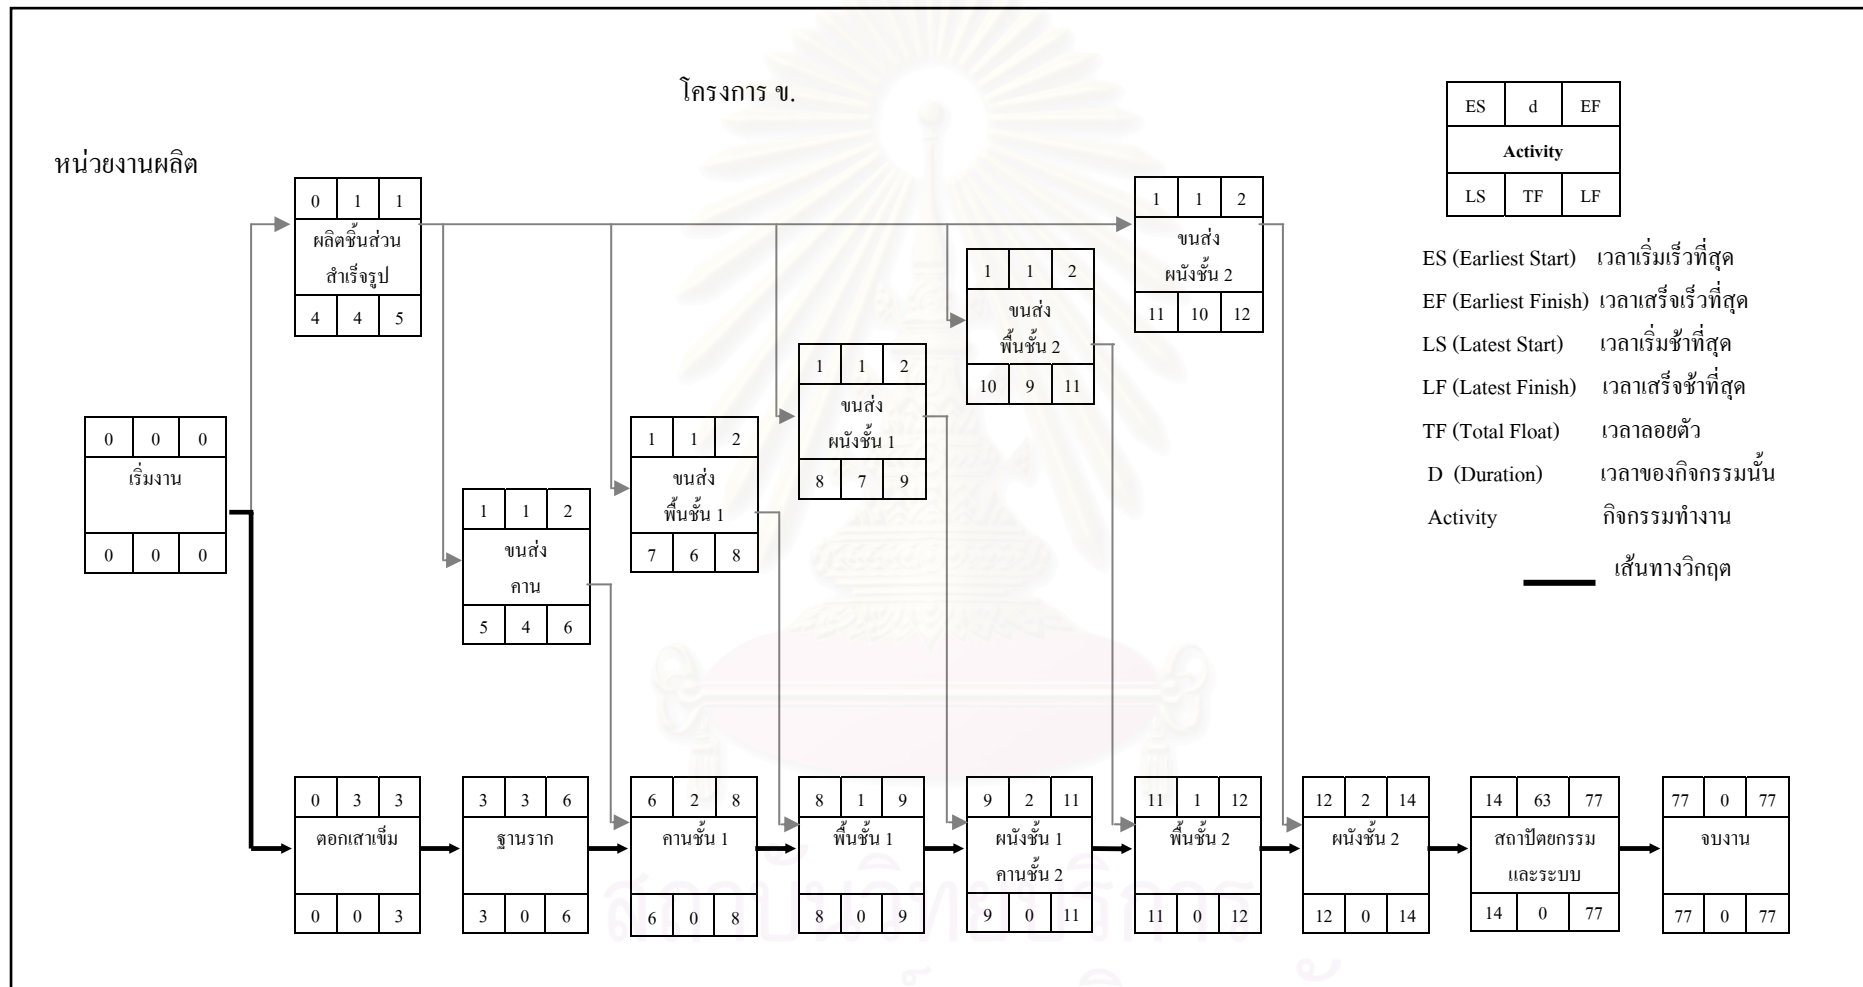 โครงการ ข.
หน่วยงานผลิต
ES d EF
Activity
LS TF LF
ES (Earliest Start) เวลาเริ่มเร็วที่สุด
EF (Earliest Finish) เวลาเสร็จเร็วที่สุด
LS (Latest Start) เวลาเริ่มช้าที่สุด
LF (Latest Finish) เวลาเสร็จช้าที่สุด
TF (Total Float) เวลาลอยตัว
D (Duration) เวลาของกิจกรรมนั้น
Activity กิจกรรมทำงาน
เส้นทางวิกฤต
0 1 1
ผลิตชิ้นส่วน
สำเร็จรูป
4 4 5
1 1 2
ขนส่ง
ผนังชั้น 2
11 10 12
1 1 2
ขนส่ง
พื้นชั้น 2
10 9 11
1 1 2
ขนส่ง
ผนังชั้น 1
8 7 9
1 1 2
ขนส่ง
พื้นชั้น 1
7 6 8
1 1 2
ขนส่ง
คาน
5 4 6
0 0 0
เริ่มงาน
0 0 0
0 3 3
ตอกเสาเข็ม
0 0 3
3 3 6
ฐานราก
3 0 6
6 2 8
คานชั้น 1
6 0 8
8 1 9
พื้นชั้น 1
8 0 9
9 2 11
ผนังชั้น 1
คานชั้น 2
9 0 11
11 1 12
พื้นชั้น 2
11 0 12
12 2 14
ผนังชั้น 2
12 0 14
14 63 77
สถาปัตยกรรม
และระบบ
14 0 77
77 0 77
จบงาน
77 0 77
สถาบันวิทยบริการ